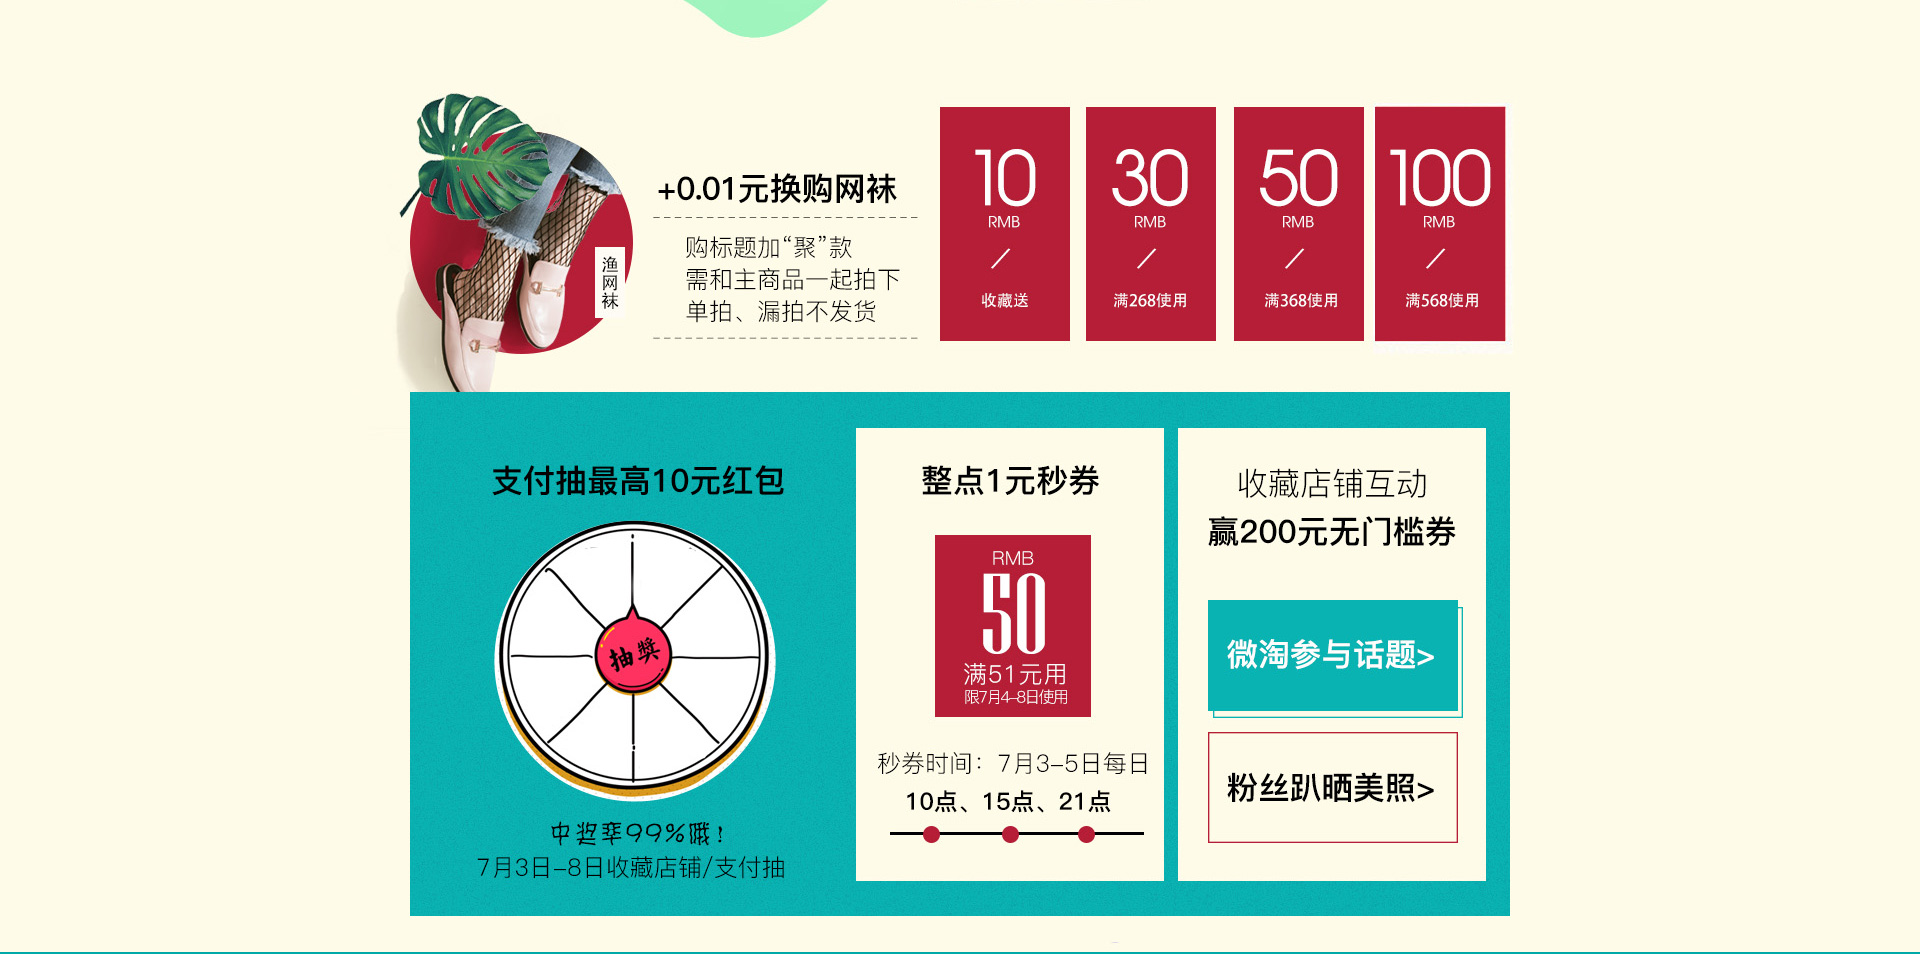 +0.01元换购网袜
购标题加“聚”款
需和主商品一起拍下
单拍、漏拍不发货
渔网袜
10
RMB
收藏送
30
RMB
满268使用
50
RMB
满368使用
100
RMB
满568使用
支付抽最高10元红包
抽奖
中奖率99%哦!
7月3日-8日收藏店铺/支付抽
整点1元秒券
RMB
50
满51元用
限7月4-8日使用
秒券时间：7月3-5日每日
10点、15点、21点
收藏店铺互动
赢200元无门槛券
微淘参与话题>
粉丝趴晒美照>